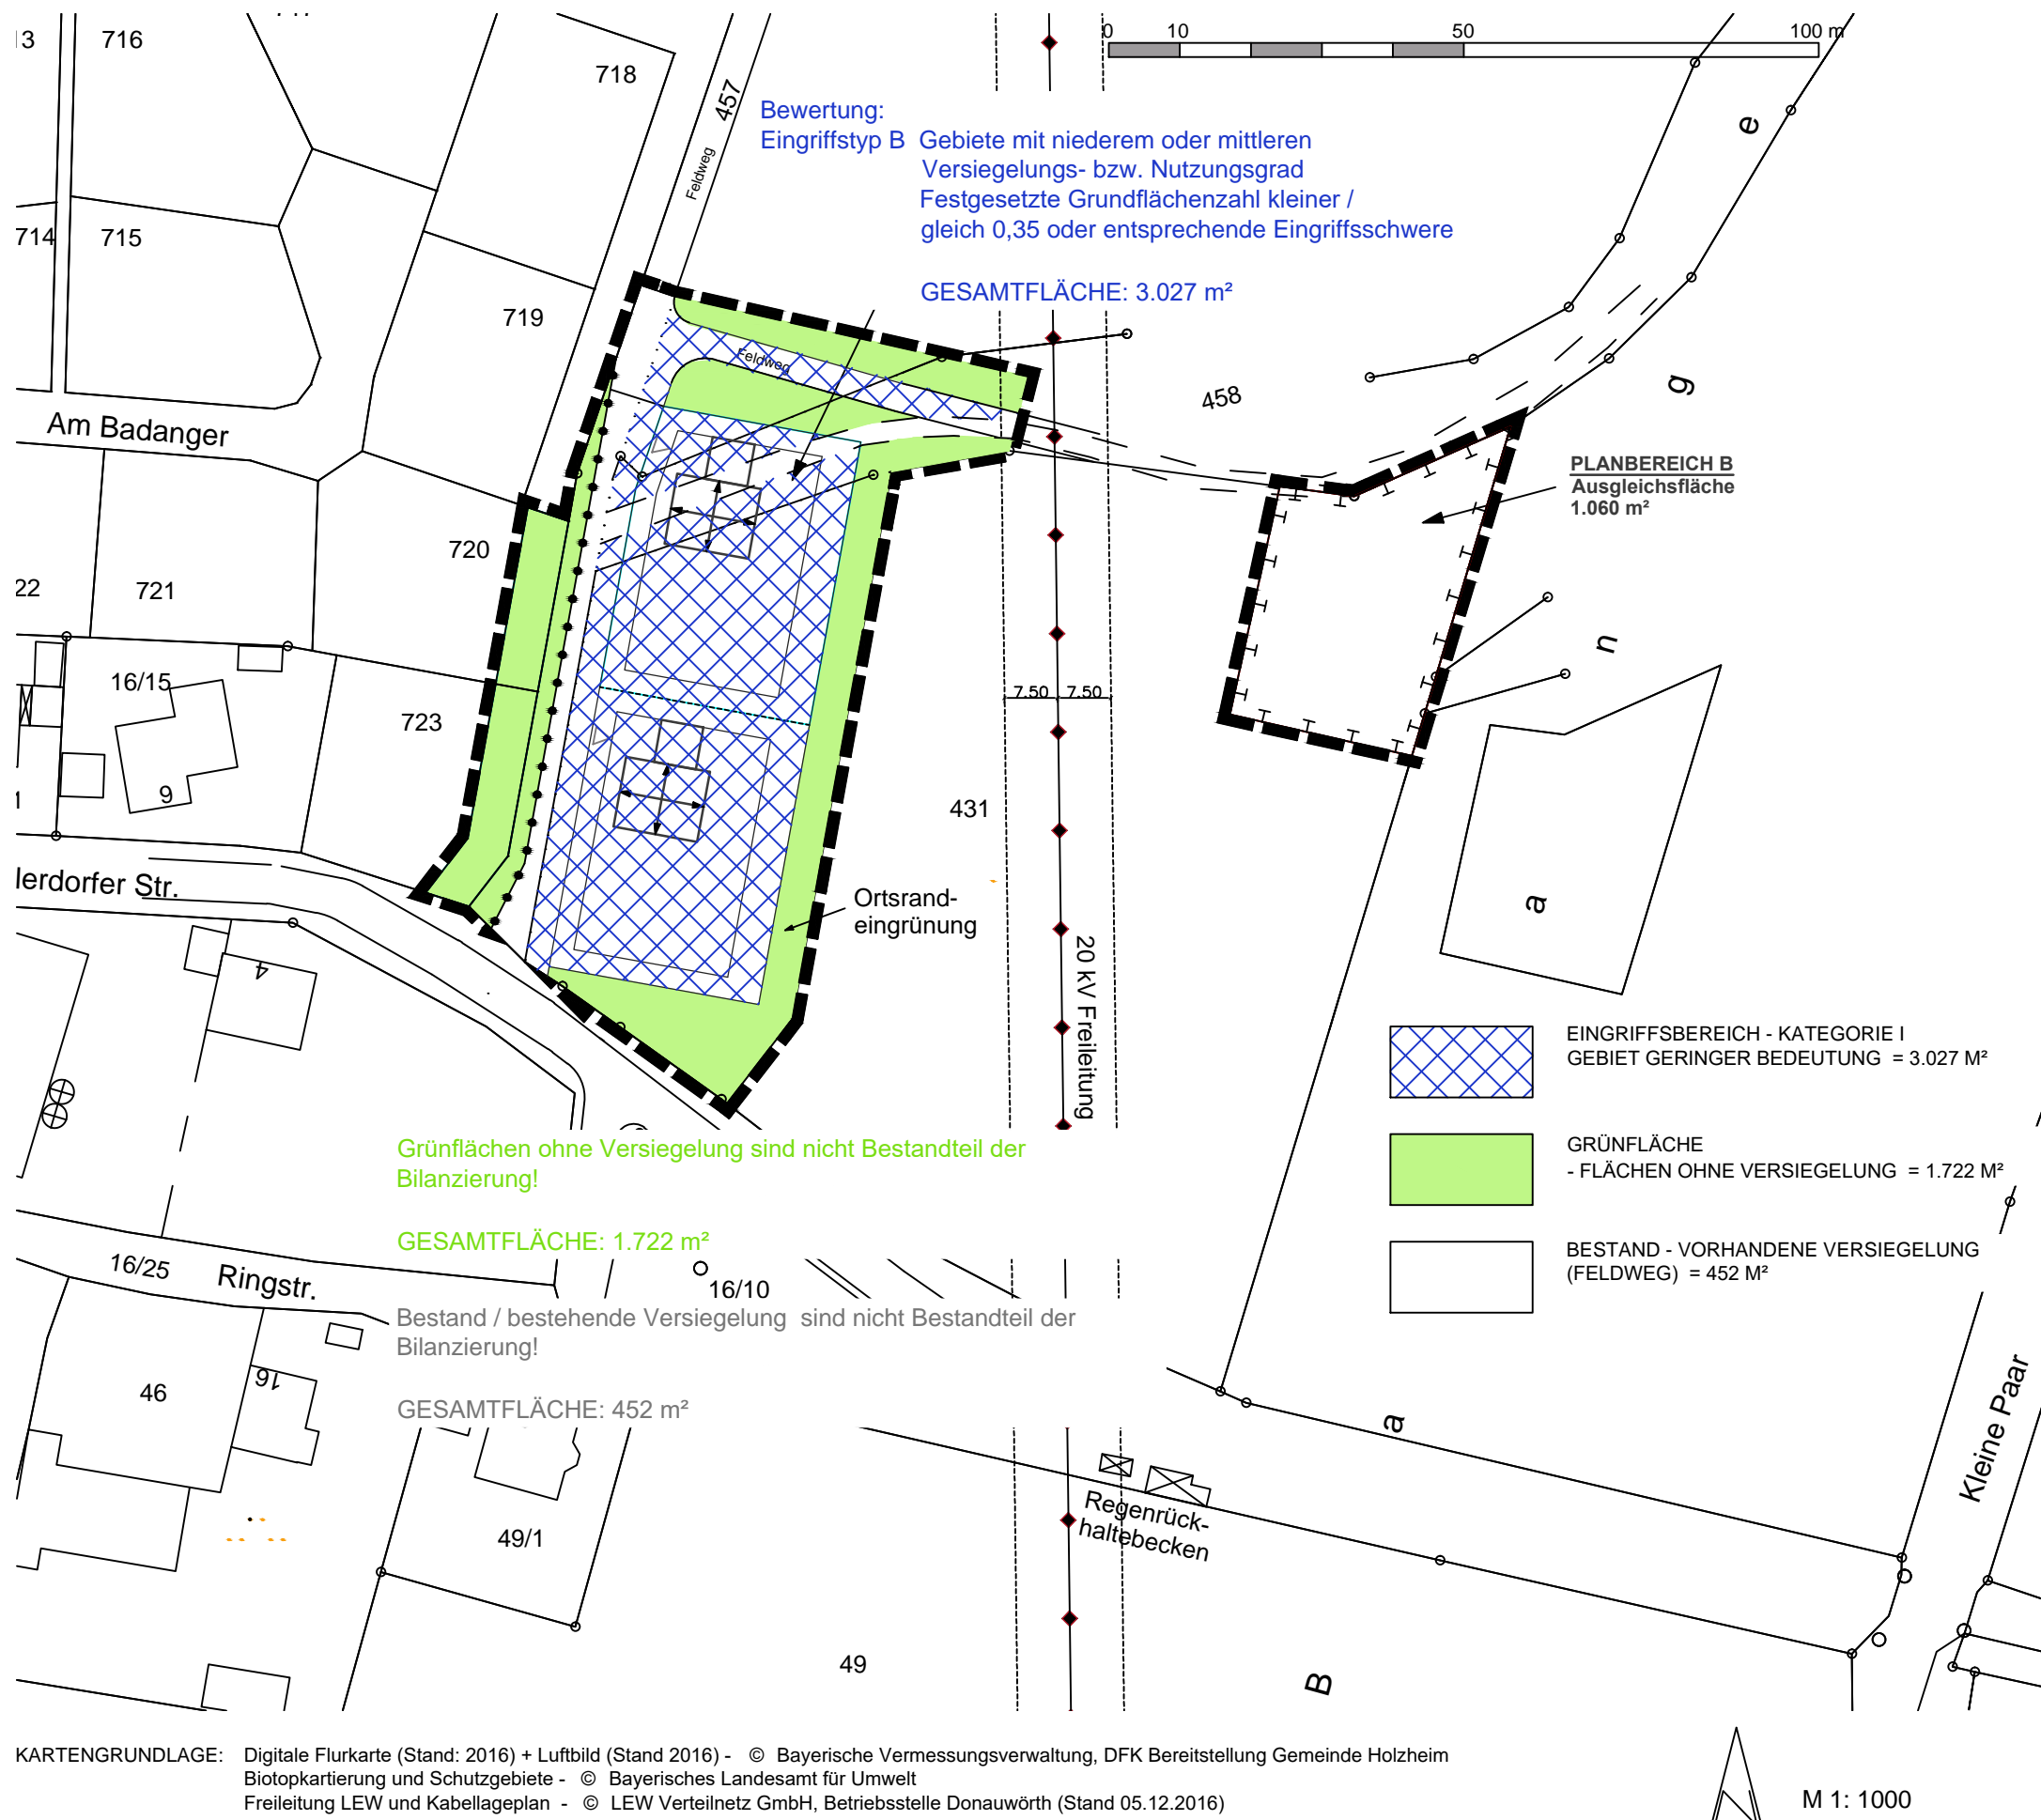 0 10 50 100 m
716
718
457
Feldweg
Bewertung:
Eingriffstyp B Gebiete mit niederem oder mittleren
Versiegelungs- bzw. Nutzungsgrad
Festgesetzte Grundflächenzahl kleiner /
gleich 0,35 oder entsprechende Eingriffsschwere
GESAMTFLÄCHE: 3.027 m²
714
715
719
Feldweg
458
Am Badanger
PLANBEREICH B
Ausgleichsfläche
1.060 m²
720
22
721
16/15
723
9
7.50 7.50
431
lerdorfer Str.
Ortsrand-
eingrünung
4
20 kV Freileitung
EINGRIFFSBEREICH - KATEGORIE I
GEBIET GERINGER BEDEUTUNG = 3.027 M²
GRÜNFLÄCHE
- FLÄCHEN OHNE VERSIEGELUNG = 1.722 M²
BESTAND - VORHANDENE VERSIEGELUNG
(FELDWEG) = 452 M²
Grünflächen ohne Versiegelung sind nicht Bestandteil der
Bilanzierung!
GESAMTFLÄCHE: 1.722 m²
16/25
Ringstr.
16/10
Bestand / bestehende Versiegelung sind nicht Bestandteil der
Bilanzierung!
GESAMTFLÄCHE: 452 m²
46
16
49/1
49
Regenrück-
haltebecken
Kleine Paar
B a a n g e
KARTENGRUNDLAGE: Digitale Flurkarte (Stand: 2016) + Luftbild (Stand 2016) - © Bayerische Vermessungsverwaltung, DFK Bereitstellung Gemeinde Holzheim
Biotopkartierung und Schutzgebiete - © Bayerisches Landesamt für Umwelt
Freileitung LEW und Kabellageplan - © LEW Verteilnetz GmbH, Betriebsstelle Donauwörth (Stand 05.12.2016)
M 1: 1000